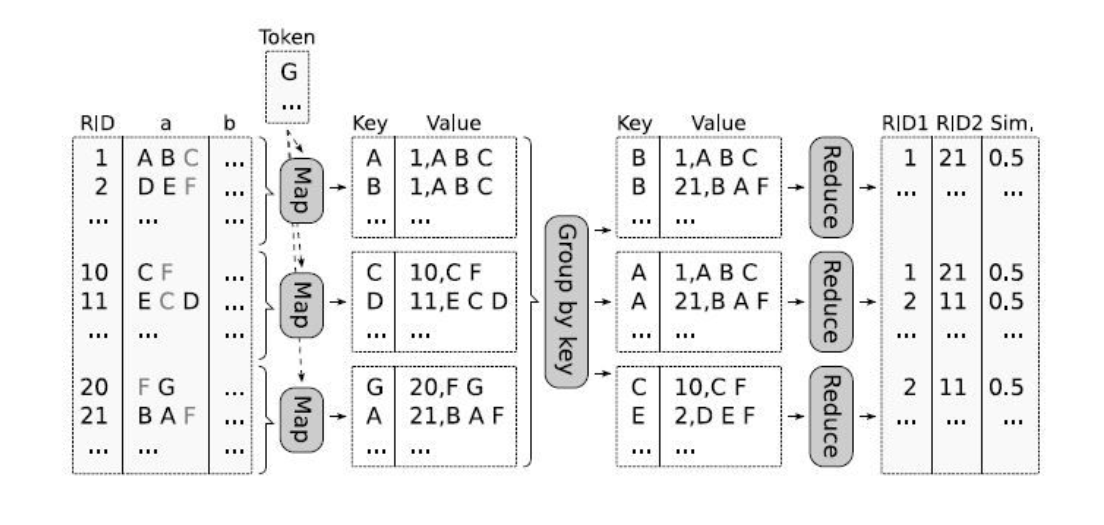 Token
G
...
RID a b Key Value Key Value RID1 RID2 Sim.
1 A B C ... Map A 1,A B C B 1,A B C Reduce 1 21 0.5
2 D E F ... B 1,A B C B 21,B A F ... ... ...
... ... ... ... ... ...
Group by key
10 C F ... Map C 10,C F A 1,A B C Reduce 1 21 0.5
11 E C D ... D 11,E C D A 21,B A F 2 11 0.5
... ... ... ... ... ... ... ... ... ...
20 F G ... Map G 20,F G C 10,C F Reduce 2 11 0.5
21 B A F ... A 21,B A F E 2,D E F ... ... ...
... ... ... ... ... ... ...